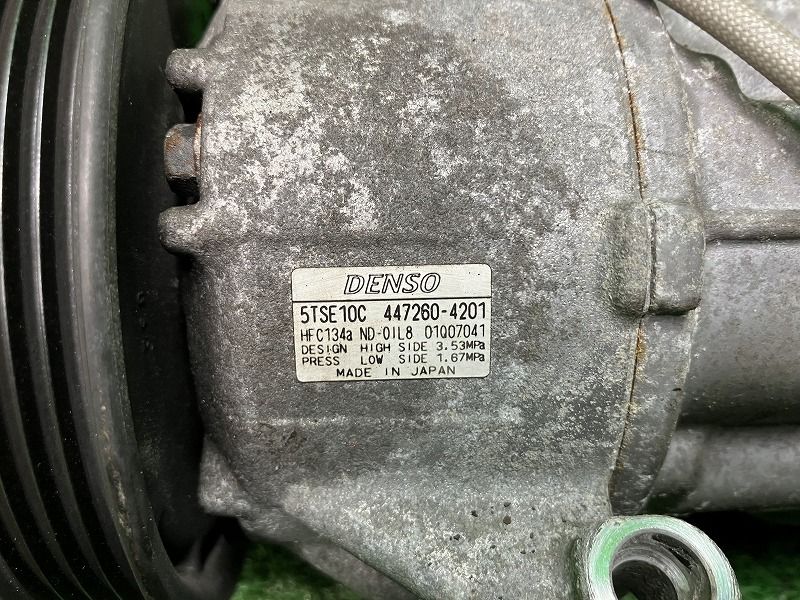 DENSO
5TSE10C 447260-4201
HFC134a ND-OIL8 01Q07041
DESIGN HIGH SIDE 3.53MPa
PRESS LOW SIDE 1.67MPa
MADE IN JAPAN